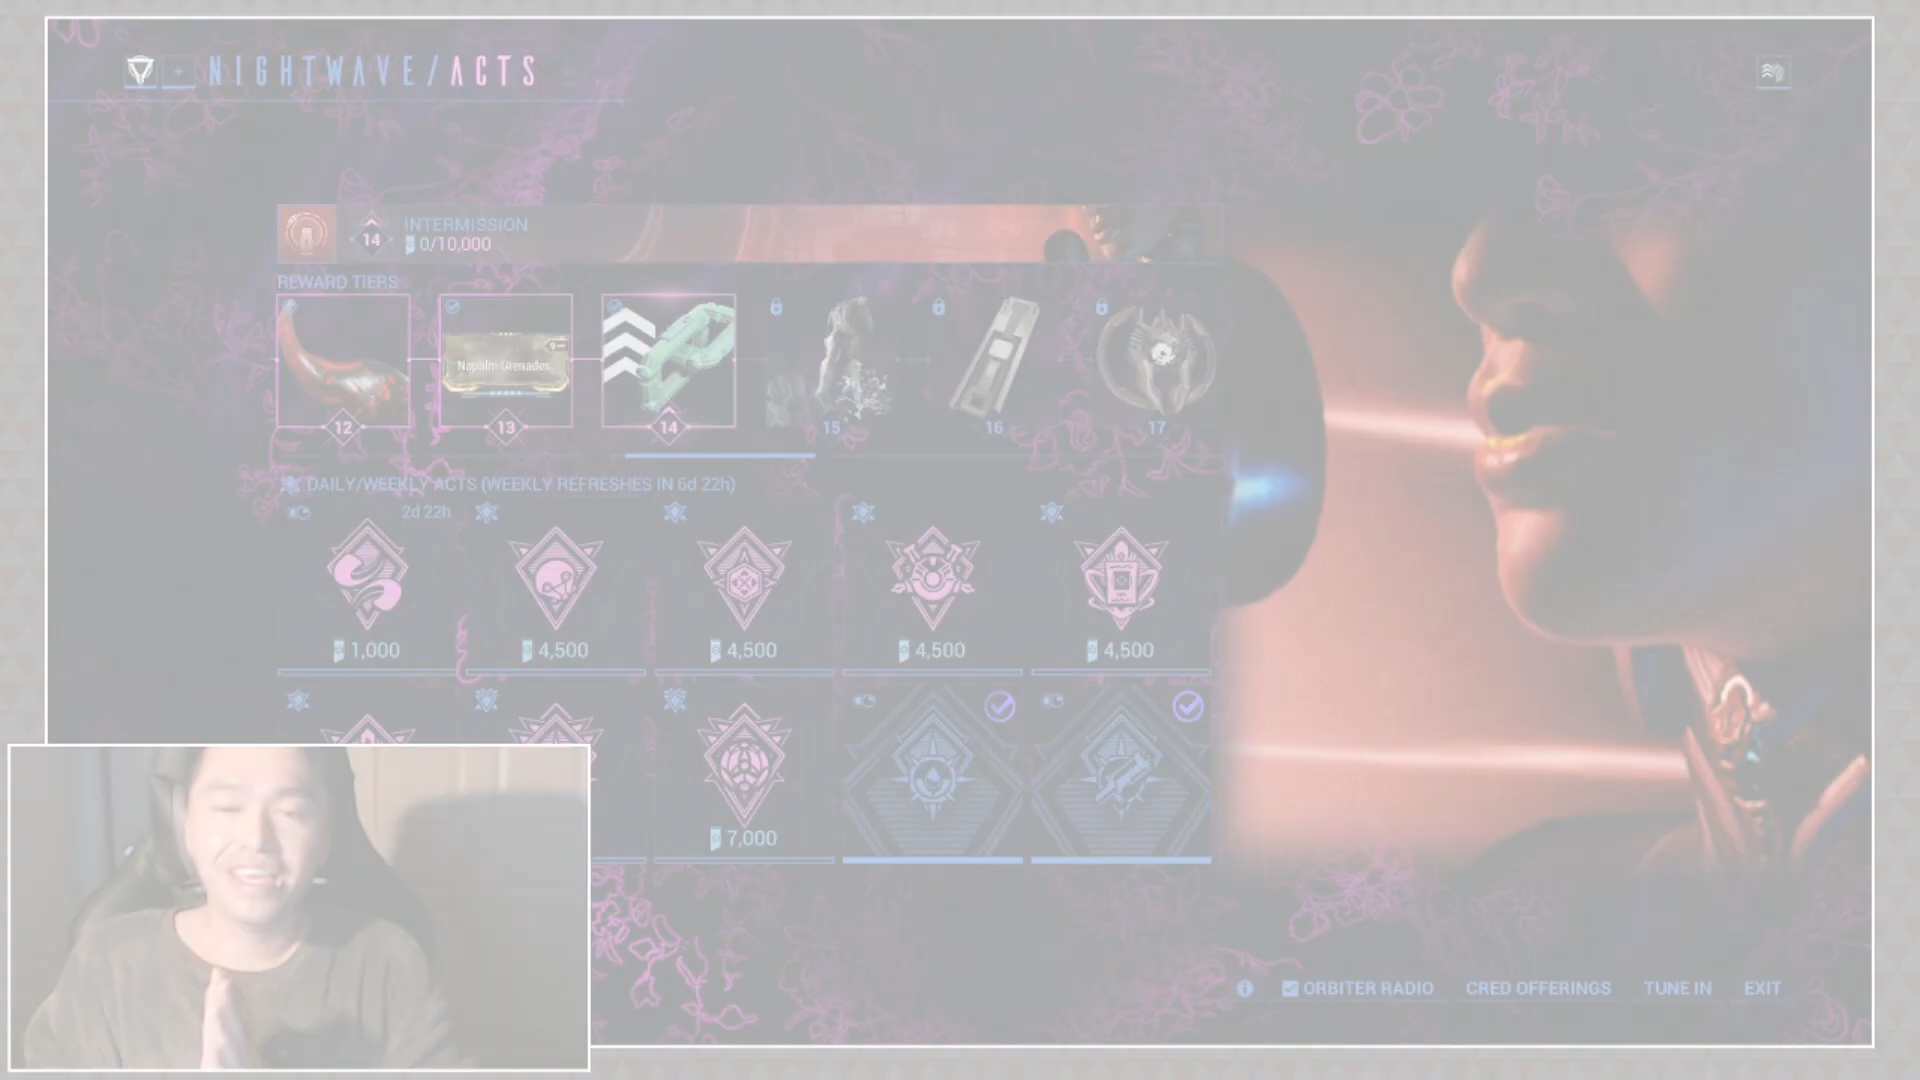 NIGHTWAVE/ACTS
14
INTERMISSION
0/10,000
REWARD TIERS
Napalm Grenades
12
13
14
15
16
17
DAILY/WEEKLY ACTS (WEEKLY REFRESHES IN 6d 22h)
2d 22h
1,000
4,500
4,500
4,500
4,500
7,000
ORBITER RADIO
CRED OFFERINGS
TUNE IN
EXIT